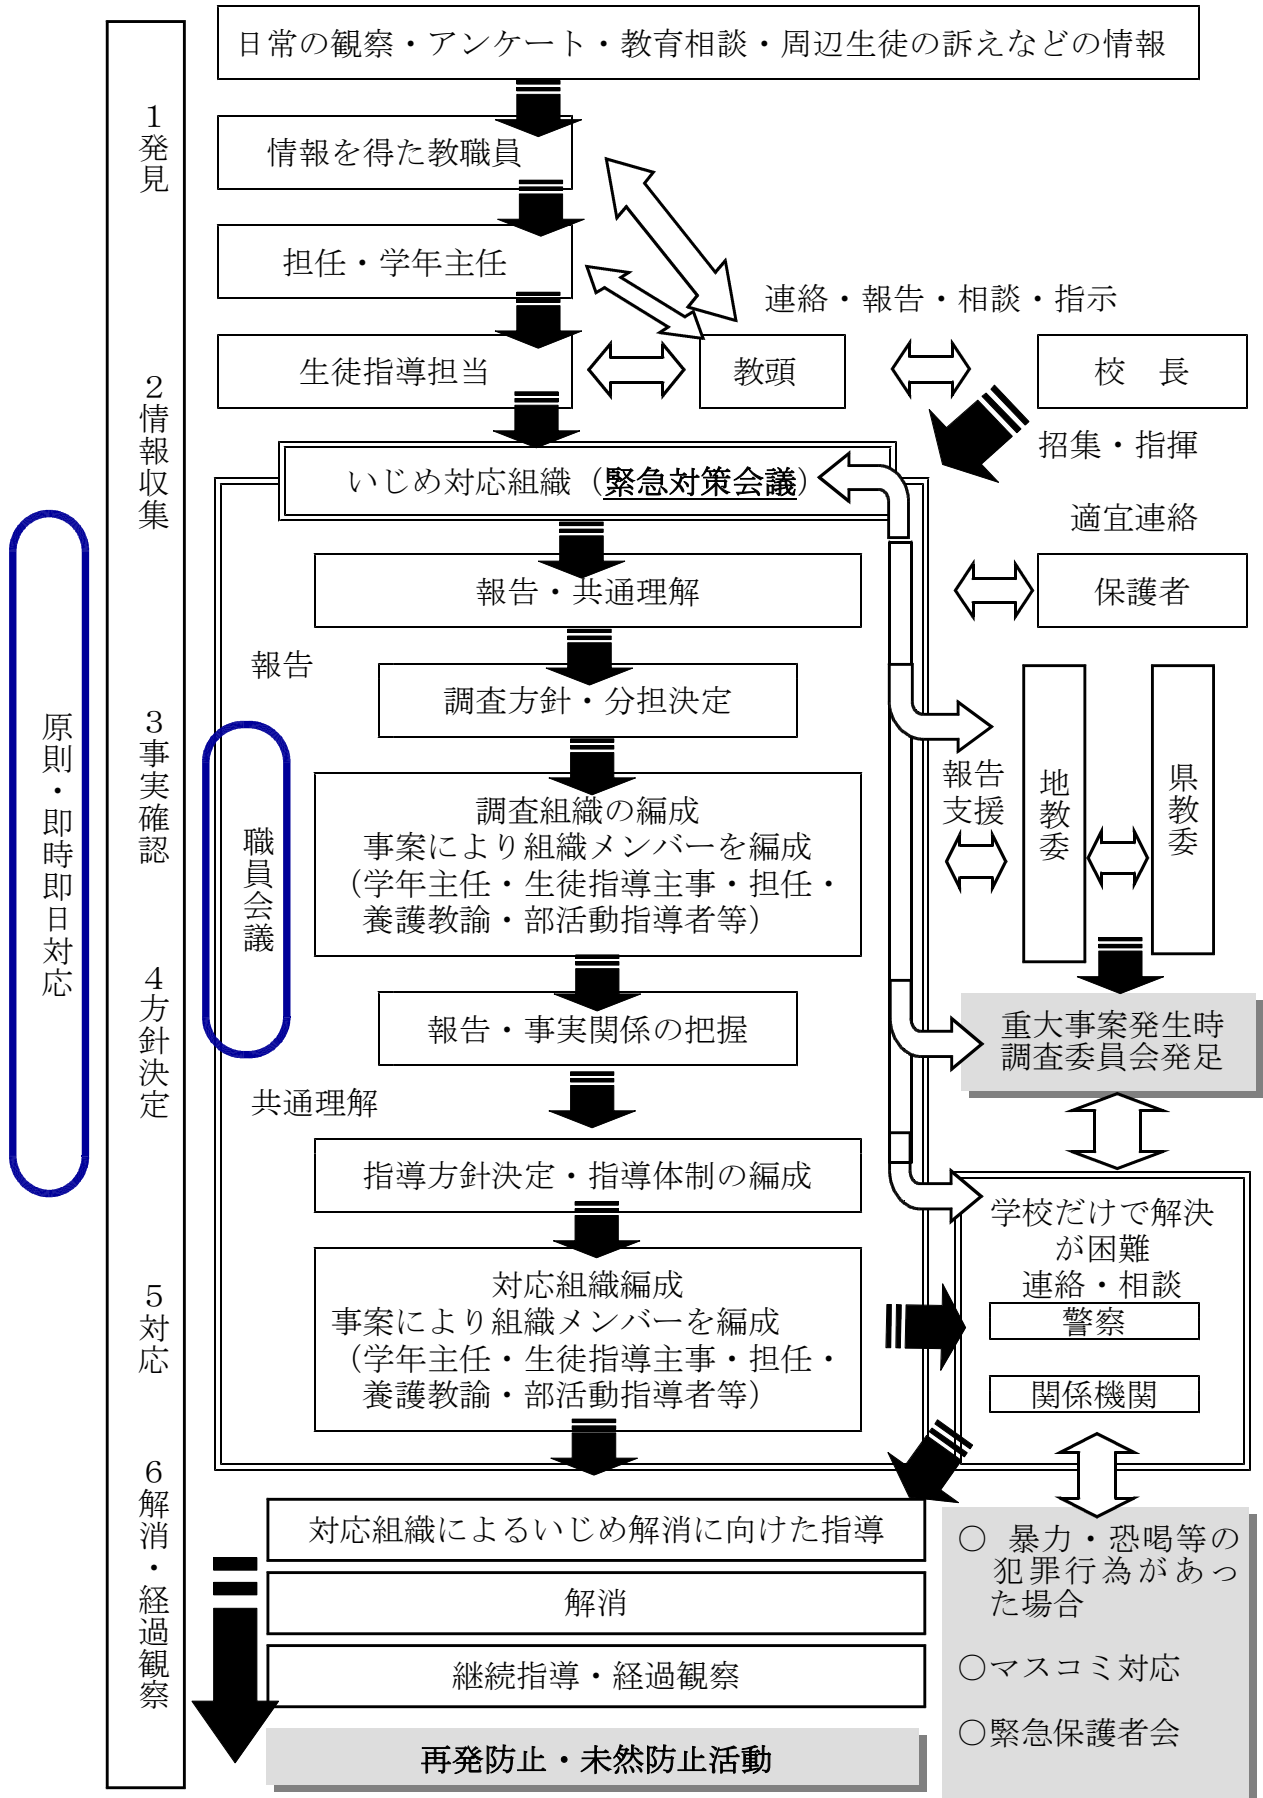 日常の観察・アンケート・教育相談・周辺生徒の訴えなどの情報
1発見
情報を得た教職員
担任・学年主任
連絡・報告・相談・指示
生徒指導担当
教頭
校　長
2情報収集
招集・指揮
いじめ対応組織（緊急対策会議）
適宜連絡
報告・共通理解
保護者
報告
調査方針・分担決定
原則・即時即日対応
3事実確認
職員会議
調査組織の編成
事案により組織メンバーを編成
（学年主任・生徒指導主事・担任・
養護教諭・部活動指導者等）
報告
支援
地教委
県教委
4方針決定
報告・事実関係の把握
重大事案発生時
調査委員会発足
共通理解
指導方針決定・指導体制の編成
学校だけで解決
が困難
連絡・相談
警察
関係機関
5対応
対応組織編成
事案により組織メンバーを編成
（学年主任・生徒指導主事・担任・
養護教諭・部活動指導者等）
6解消・経過観察
対応組織によるいじめ解消に向けた指導
解消
継続指導・経過観察
再発防止・未然防止活動
○ 暴力・恐喝等の
犯罪行為があっ
た場合
○マスコミ対応
○緊急保護者会